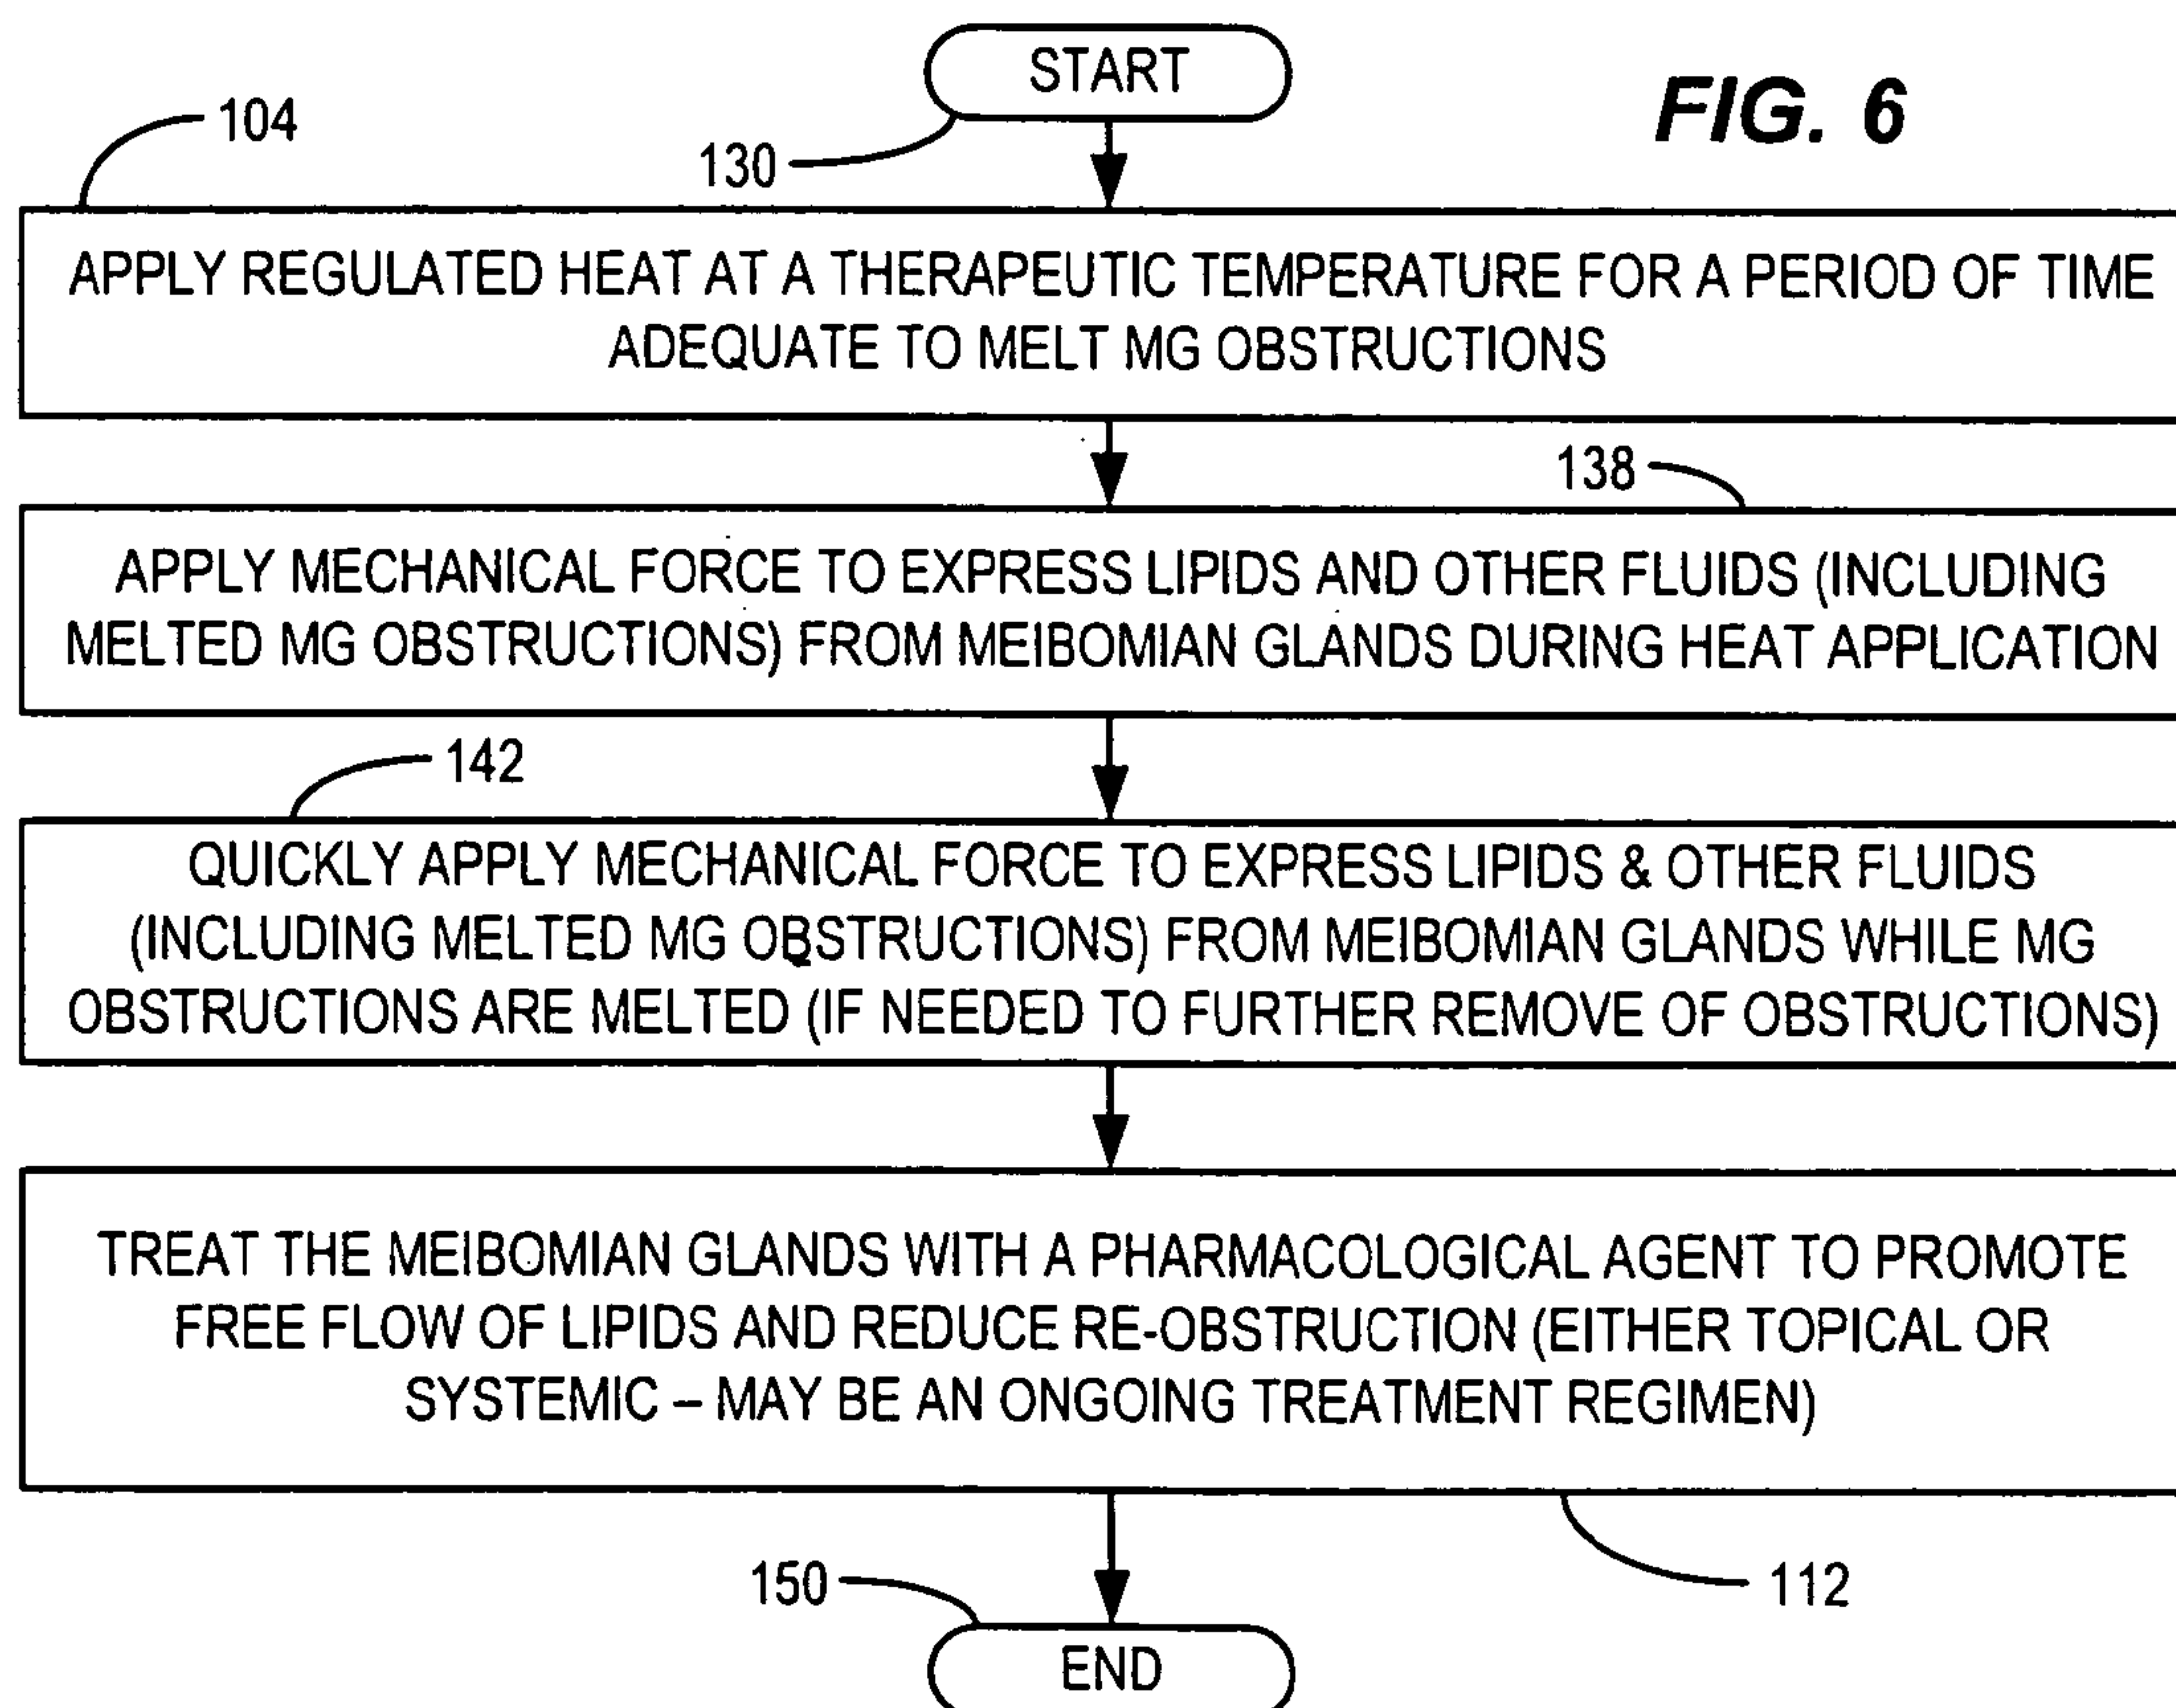 START
FIG. 6
104
130
APPLY REGULATED HEAT AT A THERAPEUTIC TEMPERATURE FOR A PERIOD OF TIME
ADEQUATE TO MELT MG OBSTRUCTIONS
138
APPLY MECHANICAL FORCE TO EXPRESS LIPIDS AND OTHER FLUIDS (INCLUDING
MELTED MG OBSTRUCTIONS) FROM MEIBOMIAN GLANDS DURING HEAT APPLICATION
142
QUICKLY APPLY MECHANICAL FORCE TO EXPRESS LIPIDS & OTHER FLUIDS
(INCLUDING MELTED MG OBSTRUCTIONS) FROM MEIBOMIAN GLANDS WHILE MG
OBSTRUCTIONS ARE MELTED (IF NEEDED TO FURTHER REMOVE OF OBSTRUCTIONS)
TREAT THE MEIBOMIAN GLANDS WITH A PHARMACOLOGICAL AGENT TO PROMOTE
FREE FLOW OF LIPIDS AND REDUCE RE-OBSTRUCTION (EITHER TOPICAL OR
SYSTEMIC – MAY BE AN ONGOING TREATMENT REGIMEN)
150
112
END